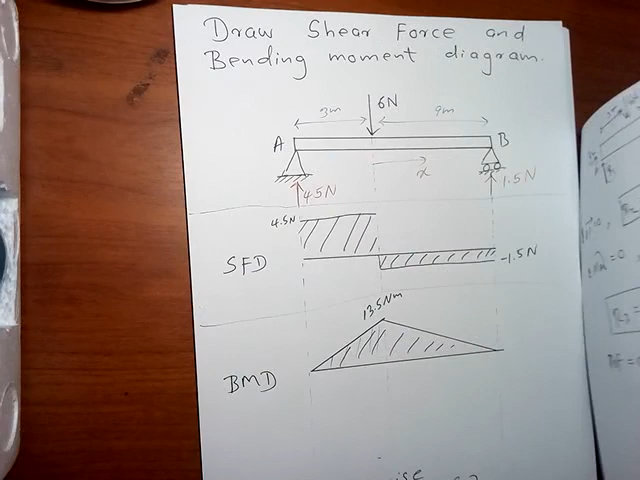 Draw Shear Force and
Bending moment diagram.
6N
3m
9m
A
B
x
4.5N
1.5N
4.5N
SFD
-1.5N
13.5Nm
BMD